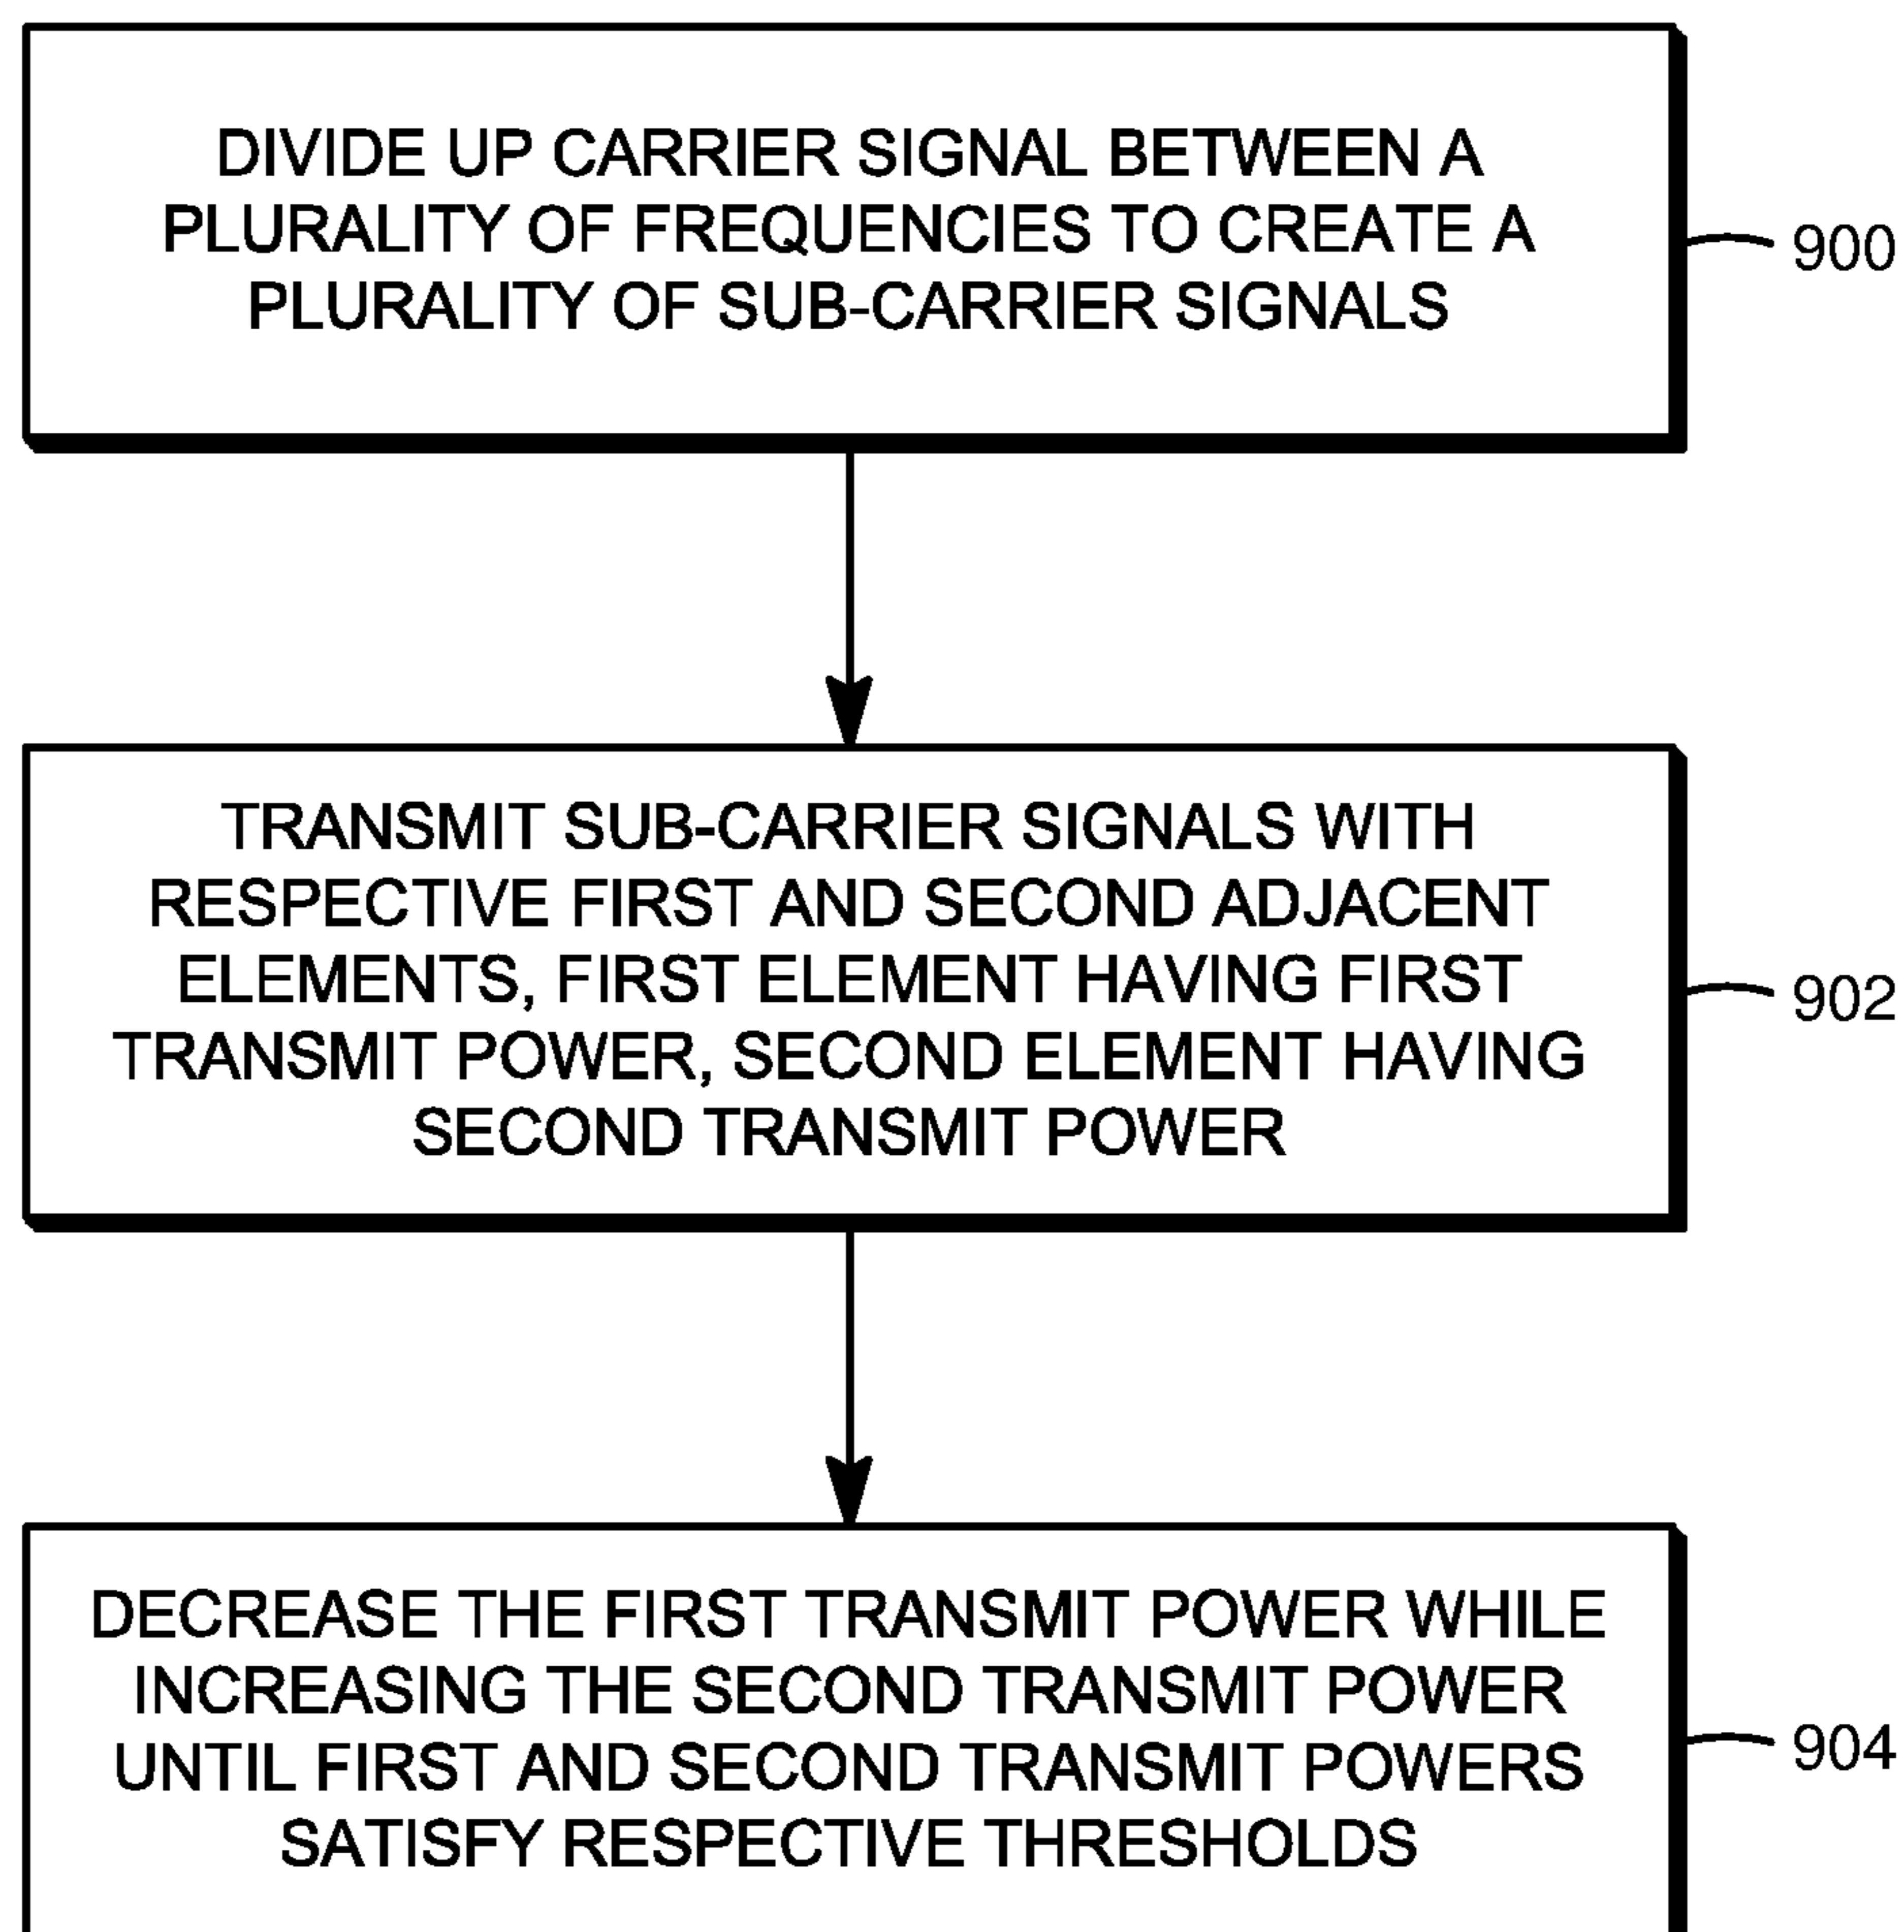 DIVIDE UP CARRIER SIGNAL BETWEEN A
PLURALITY OF FREQUENCIES TO CREATE A
PLURALITY OF SUB-CARRIER SIGNALS
900
TRANSMIT SUB-CARRIER SIGNALS WITH
RESPECTIVE FIRST AND SECOND ADJACENT
ELEMENTS, FIRST ELEMENT HAVING FIRST
TRANSMIT POWER, SECOND ELEMENT HAVING
SECOND TRANSMIT POWER
902
DECREASE THE FIRST TRANSMIT POWER WHILE
INCREASING THE SECOND TRANSMIT POWER
UNTIL FIRST AND SECOND TRANSMIT POWERS
SATISFY RESPECTIVE THRESHOLDS
904